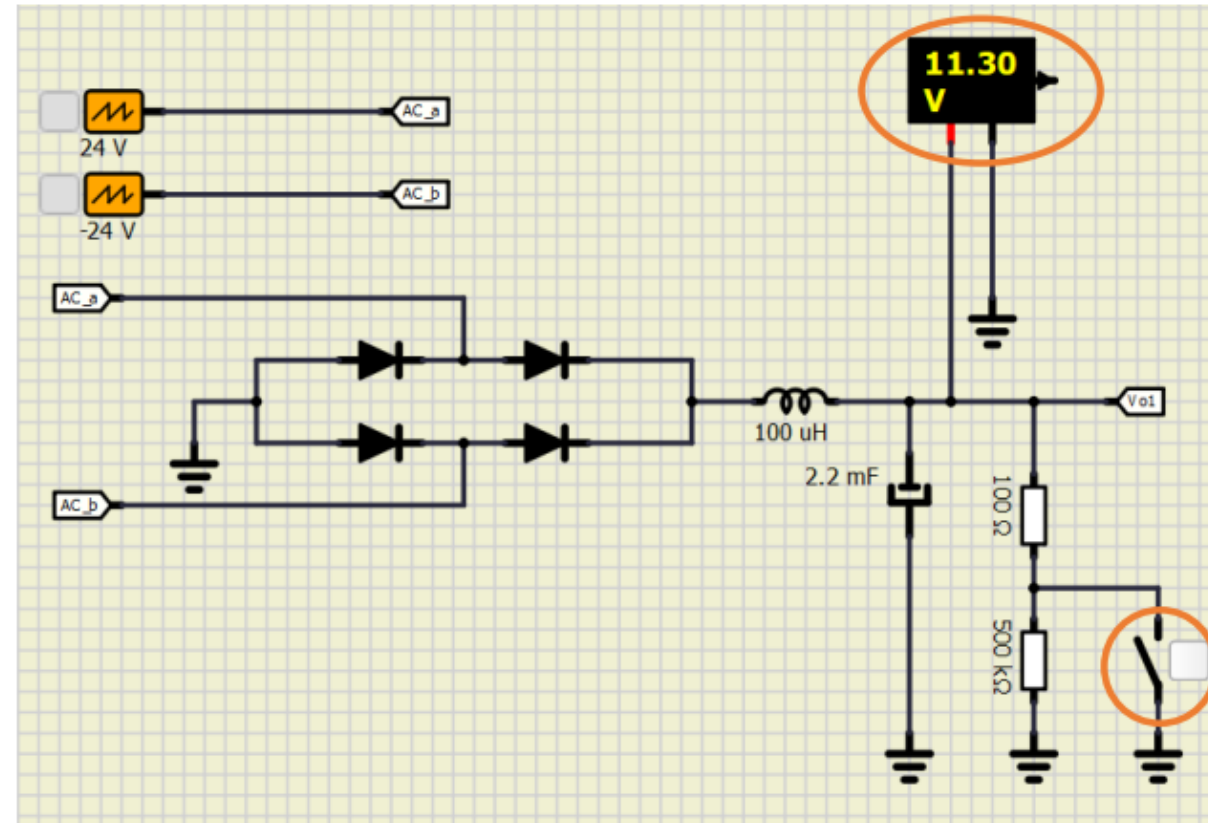 11.30
V
AC_a
24 V
AC_b
-24 V
AC_a
100 uH
Vo1
2.2 mF
100 Ω
AC_b
500 kΩ